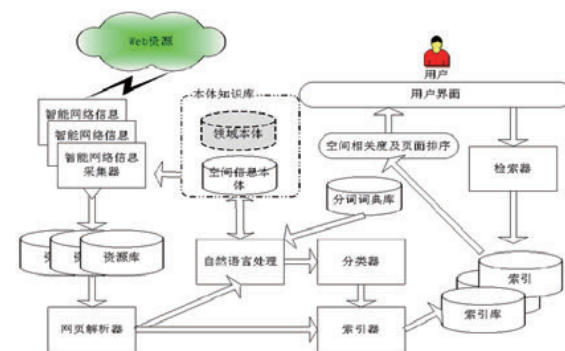 Web资源
用户
用户界面
本体知识库
智能网络信息
智能网络信息
智能网络信息
采集器
领域本体
空间信息本体
空间相关度及页面排序
检索器
分词词典库
资源库
自然语言处理
分类器
索引
索引库
网页解析器
索引器